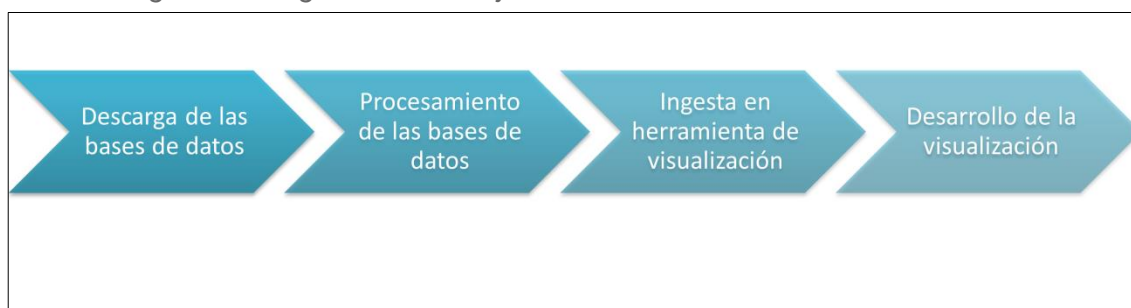 Descarga de las
bases de datos
Procesamiento
de las bases de
datos
Ingesta en
herramienta de
visualización
Desarrollo de la
visualización